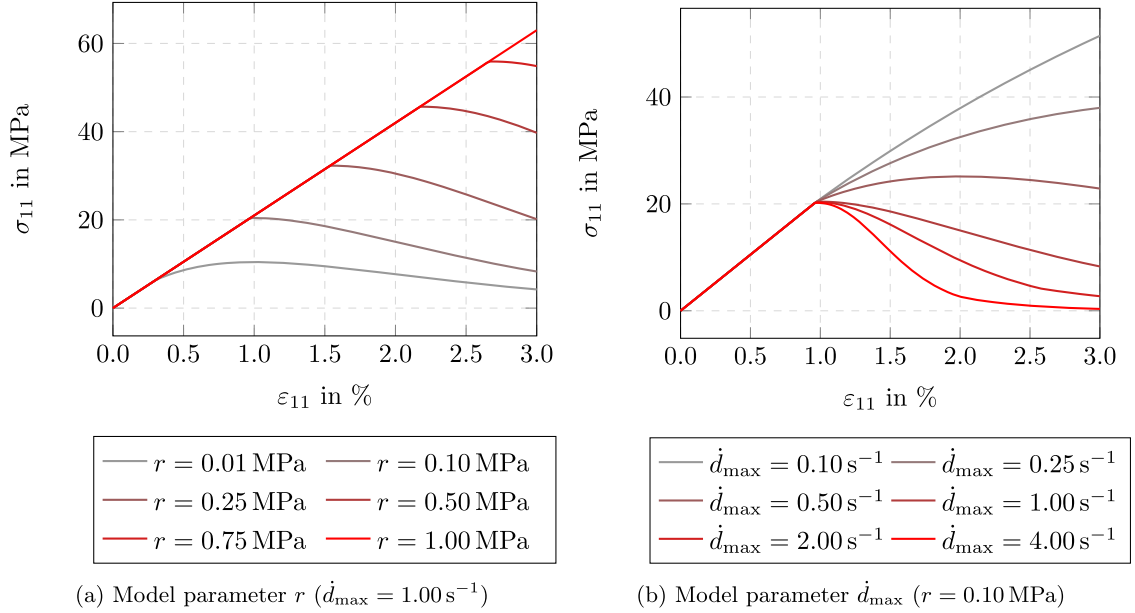 60
40
20
0
0.0 0.5 1.0 1.5 2.0 2.5 3.0
σ₁₁ in MPa
ε₁₁ in %
r = 0.01 MPa r = 0.10 MPa
r = 0.25 MPa r = 0.50 MPa
r = 0.75 MPa r = 1.00 MPa
(a) Model parameter r (ḋmax = 1.00 s⁻¹)
40
20
0
0.0 0.5 1.0 1.5 2.0 2.5 3.0
σ₁₁ in MPa
ε₁₁ in %
ḋmax = 0.10 s⁻¹ ḋmax = 0.25 s⁻¹
ḋmax = 0.50 s⁻¹ ḋmax = 1.00 s⁻¹
ḋmax = 2.00 s⁻¹ ḋmax = 4.00 s⁻¹
(b) Model parameter ḋmax (r = 0.10 MPa)